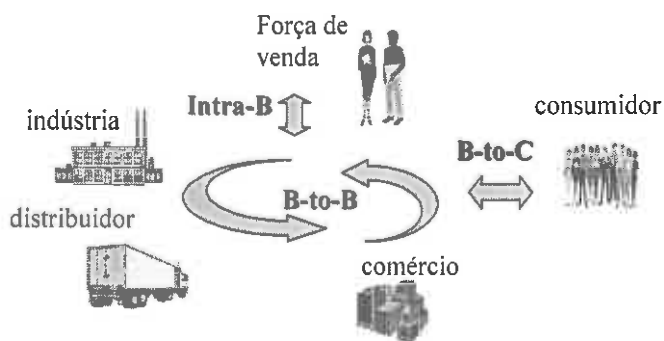 Força de
venda
indústria
Intra-B
consumidor
B-to-C
B-to-B
distribuidor
comércio